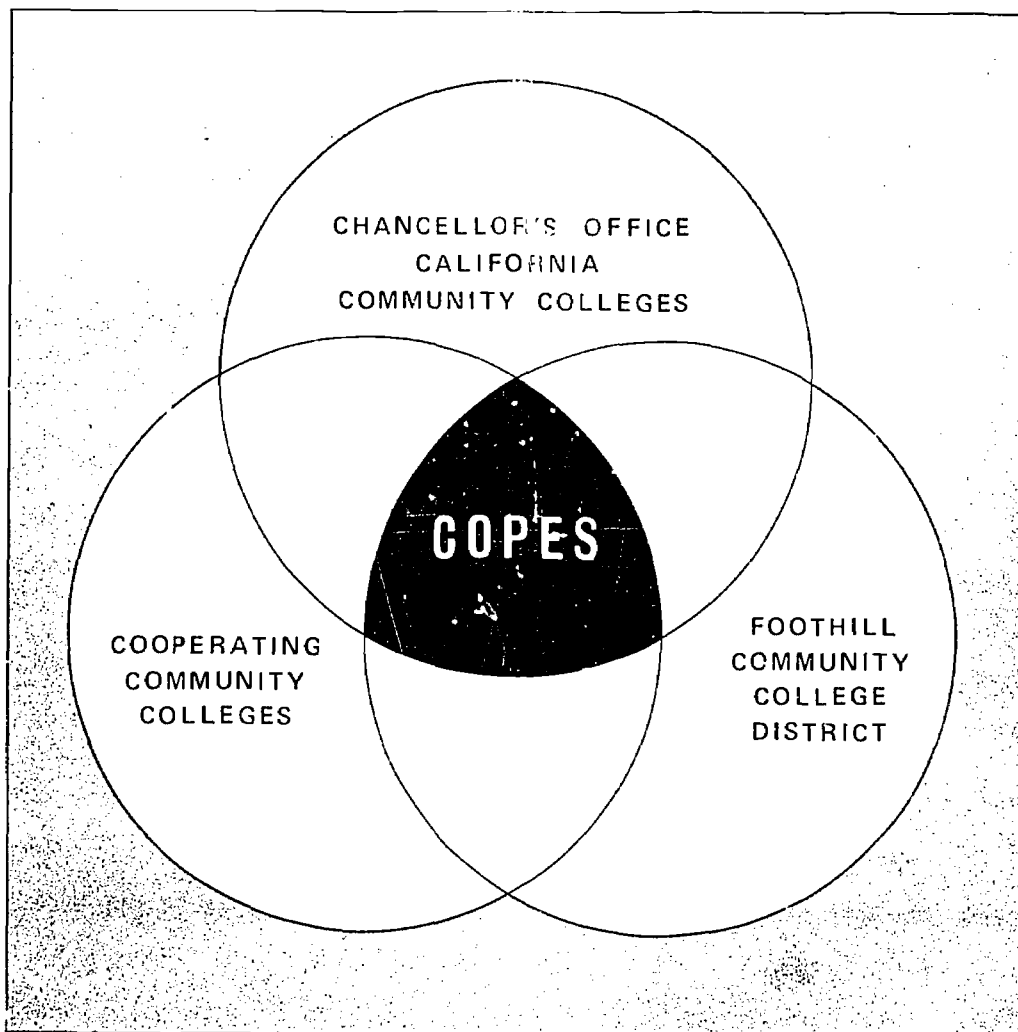 CHANCELLOR'S OFFICE
CALIFORNIA
COMMUNITY COLLEGES
COPES
COOPERATING
COMMUNITY
COLLEGES
FOOTHILL
COMMUNITY
COLLEGE
DISTRICT